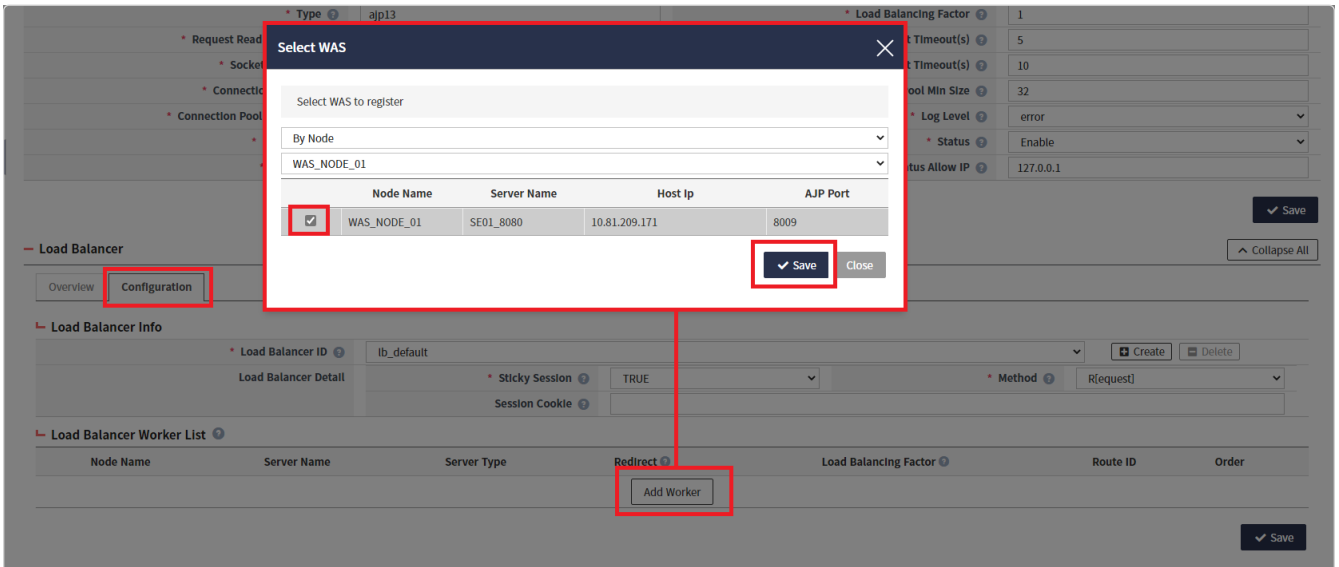 * Type ajp13 * Load Balancing Factor 1
* Request Read t Timeout(s) 5
* Socket t Timeout(s) 10
* Connectio ool Min Size 32
* Connection Pool * Log Level error
* * Status Enable
* tus Allow IP 127.0.0.1
Save
Select WAS
Select WAS to register
By Node
WAS_NODE_01
Node Name Server Name Host Ip AJP Port
WAS_NODE_01 SE01_8080 10.81.209.171 8009
Save Close
Load Balancer Collapse All
Overview Configuration
Load Balancer Info
* Load Balancer ID lb_default Create Delete
Load Balancer Detail * Sticky Session TRUE * Method R[equest]
Session Cookie
Load Balancer Worker List
Node Name Server Name Server Type Redirect Load Balancing Factor Route ID Order
Add Worker
Save